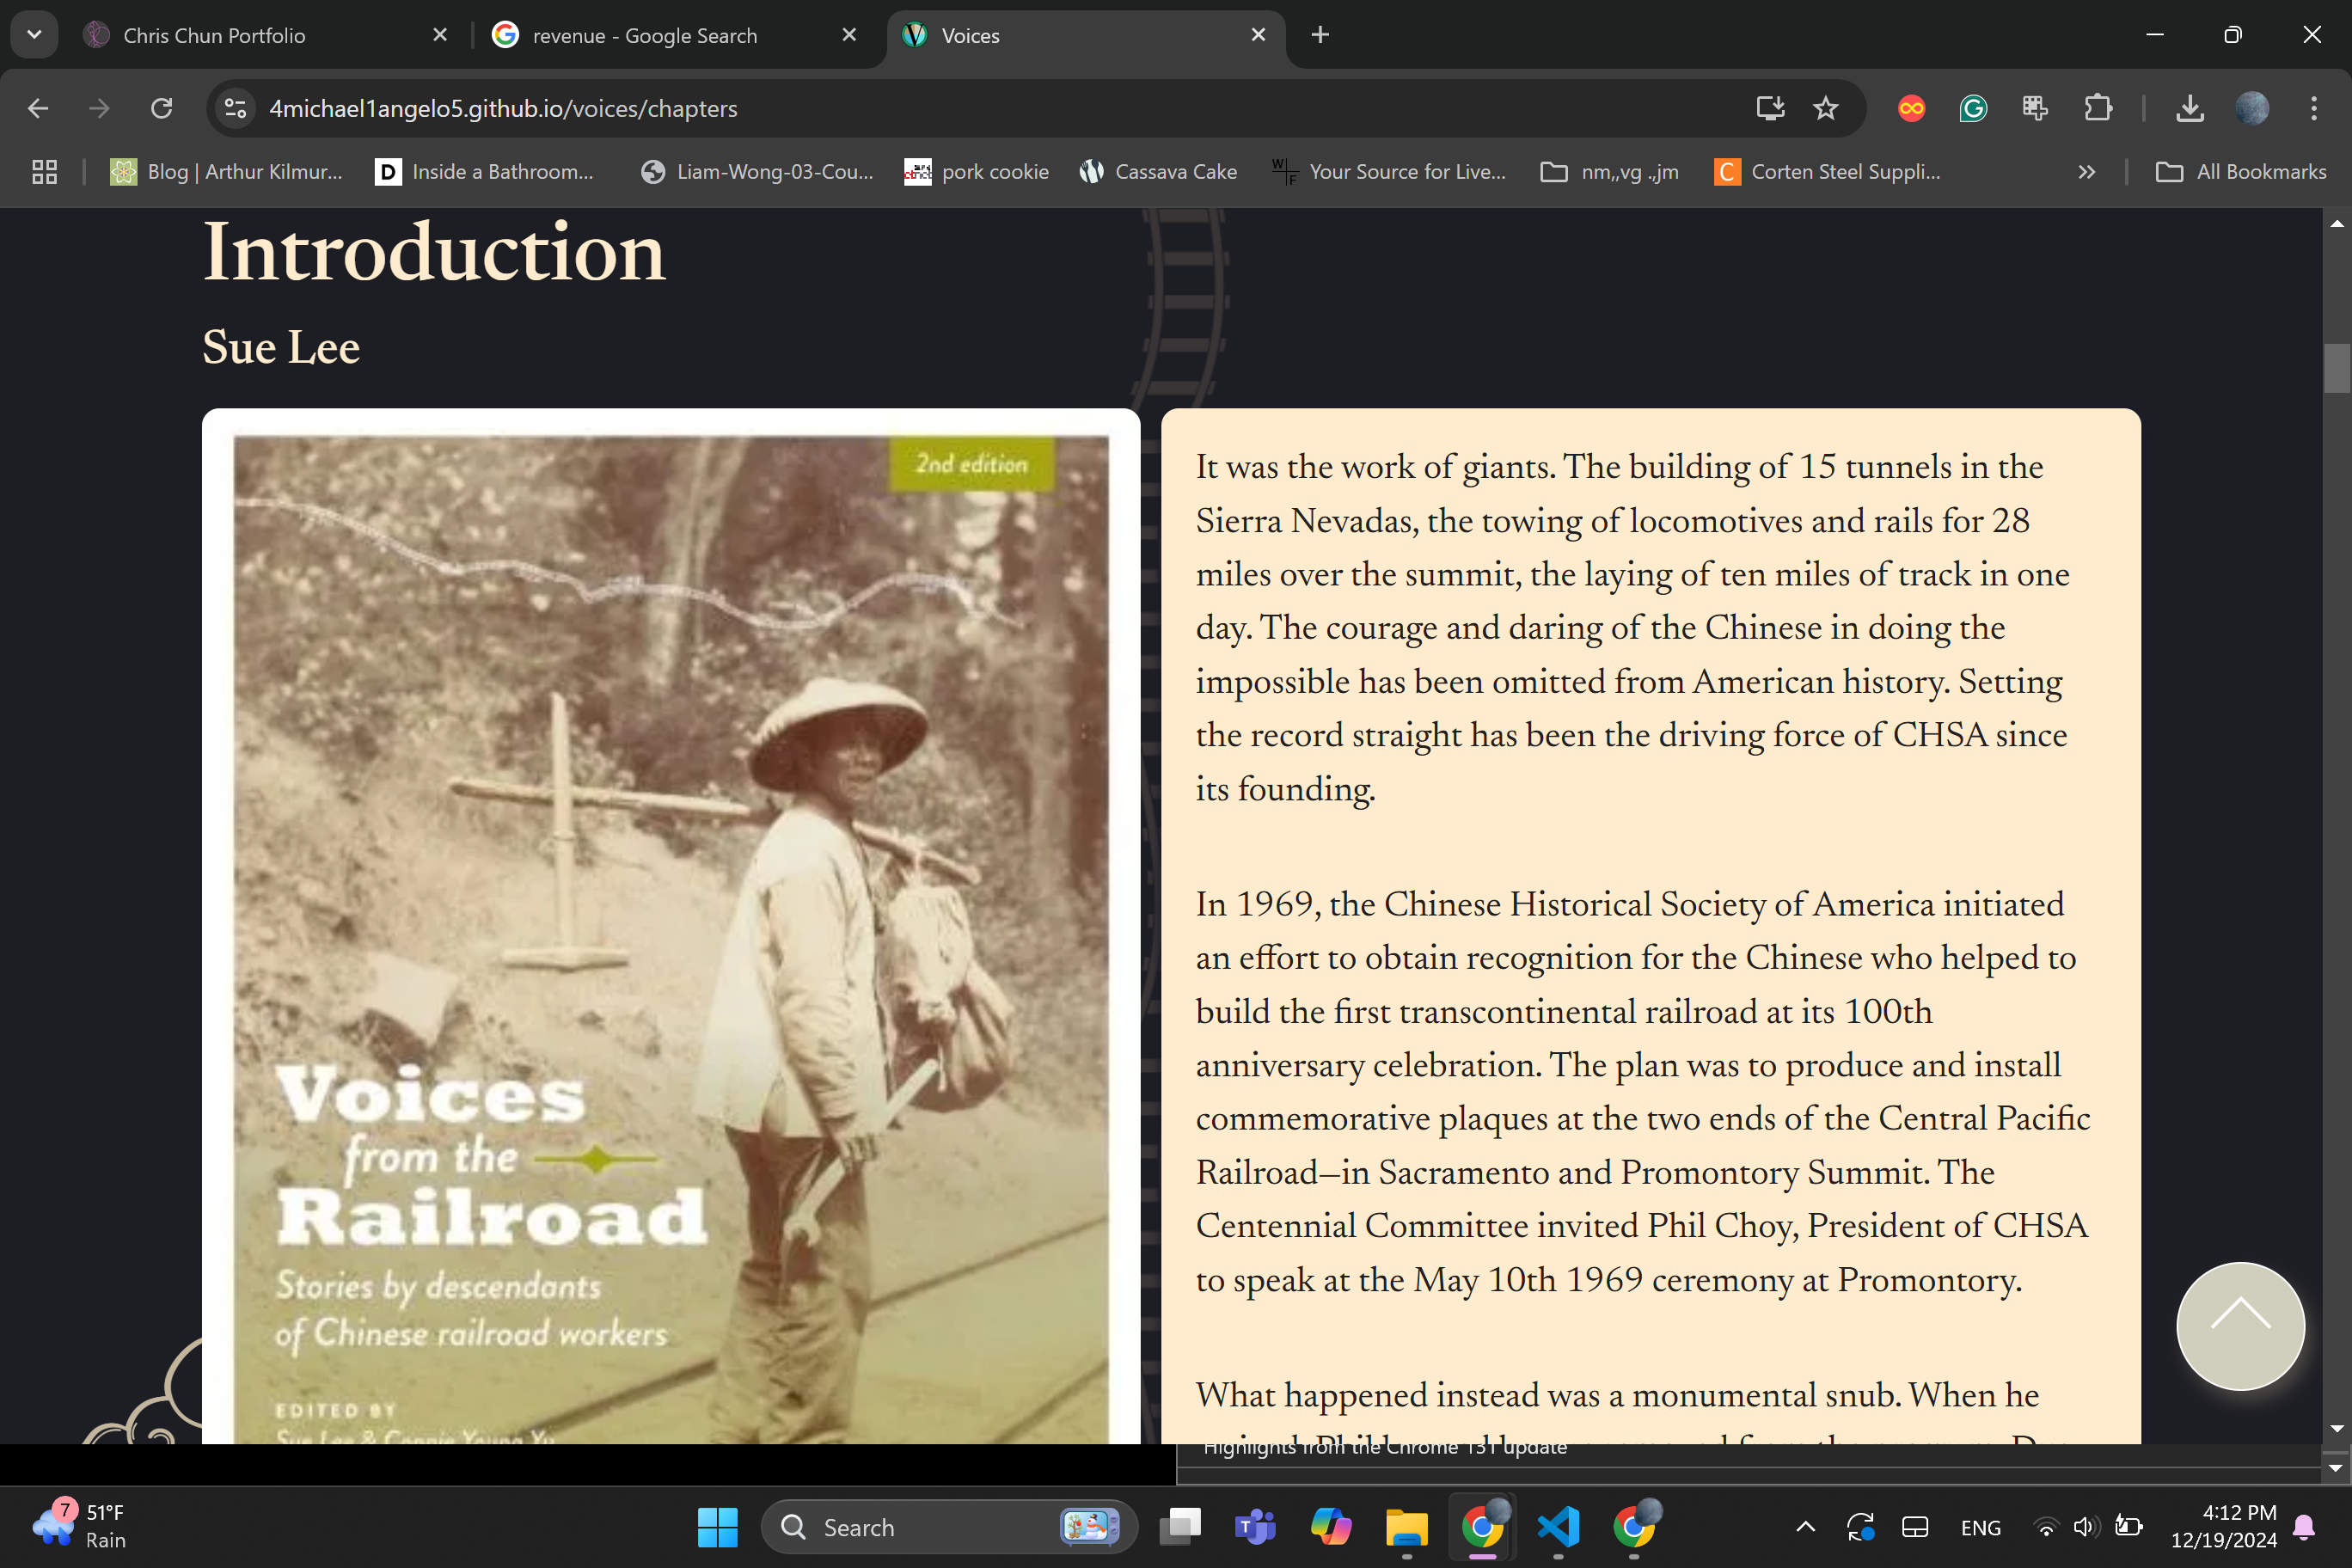 Chris Chun Portfolio
revenue - Google Search
Voices
4michael1angelo5.github.io/voices/chapters
Blog | Arthur Kilmur...
Inside a Bathroom...
Liam-Wong-03-Cou...
pork cookie
Cassava Cake
Your Source for Live...
nm,,vg .,jm
Corten Steel Suppli...
All Bookmarks
Introduction
Sue Lee
2nd edition
Voices
from the
Railroad
Stories by descendants
of Chinese railroad workers
EDITED BY
Sue Lee & Connie Young Yu
It was the work of giants. The building of 15 tunnels in the
Sierra Nevadas, the towing of locomotives and rails for 28
miles over the summit, the laying of ten miles of track in one
day. The courage and daring of the Chinese in doing the
impossible has been omitted from American history. Setting
the record straight has been the driving force of CHSA since
its founding.
In 1969, the Chinese Historical Society of America initiated
an effort to obtain recognition for the Chinese who helped to
build the first transcontinental railroad at its 100th
anniversary celebration. The plan was to produce and install
commemorative plaques at the two ends of the Central Pacific
Railroad—in Sacramento and Promontory Summit. The
Centennial Committee invited Phil Choy, President of CHSA
to speak at the May 10th 1969 ceremony at Promontory.
What happened instead was a monumental snub. When he
Highlights from the Chrome 131 update
7
51°F
Rain
Search
ENG
4:12 PM
12/19/2024